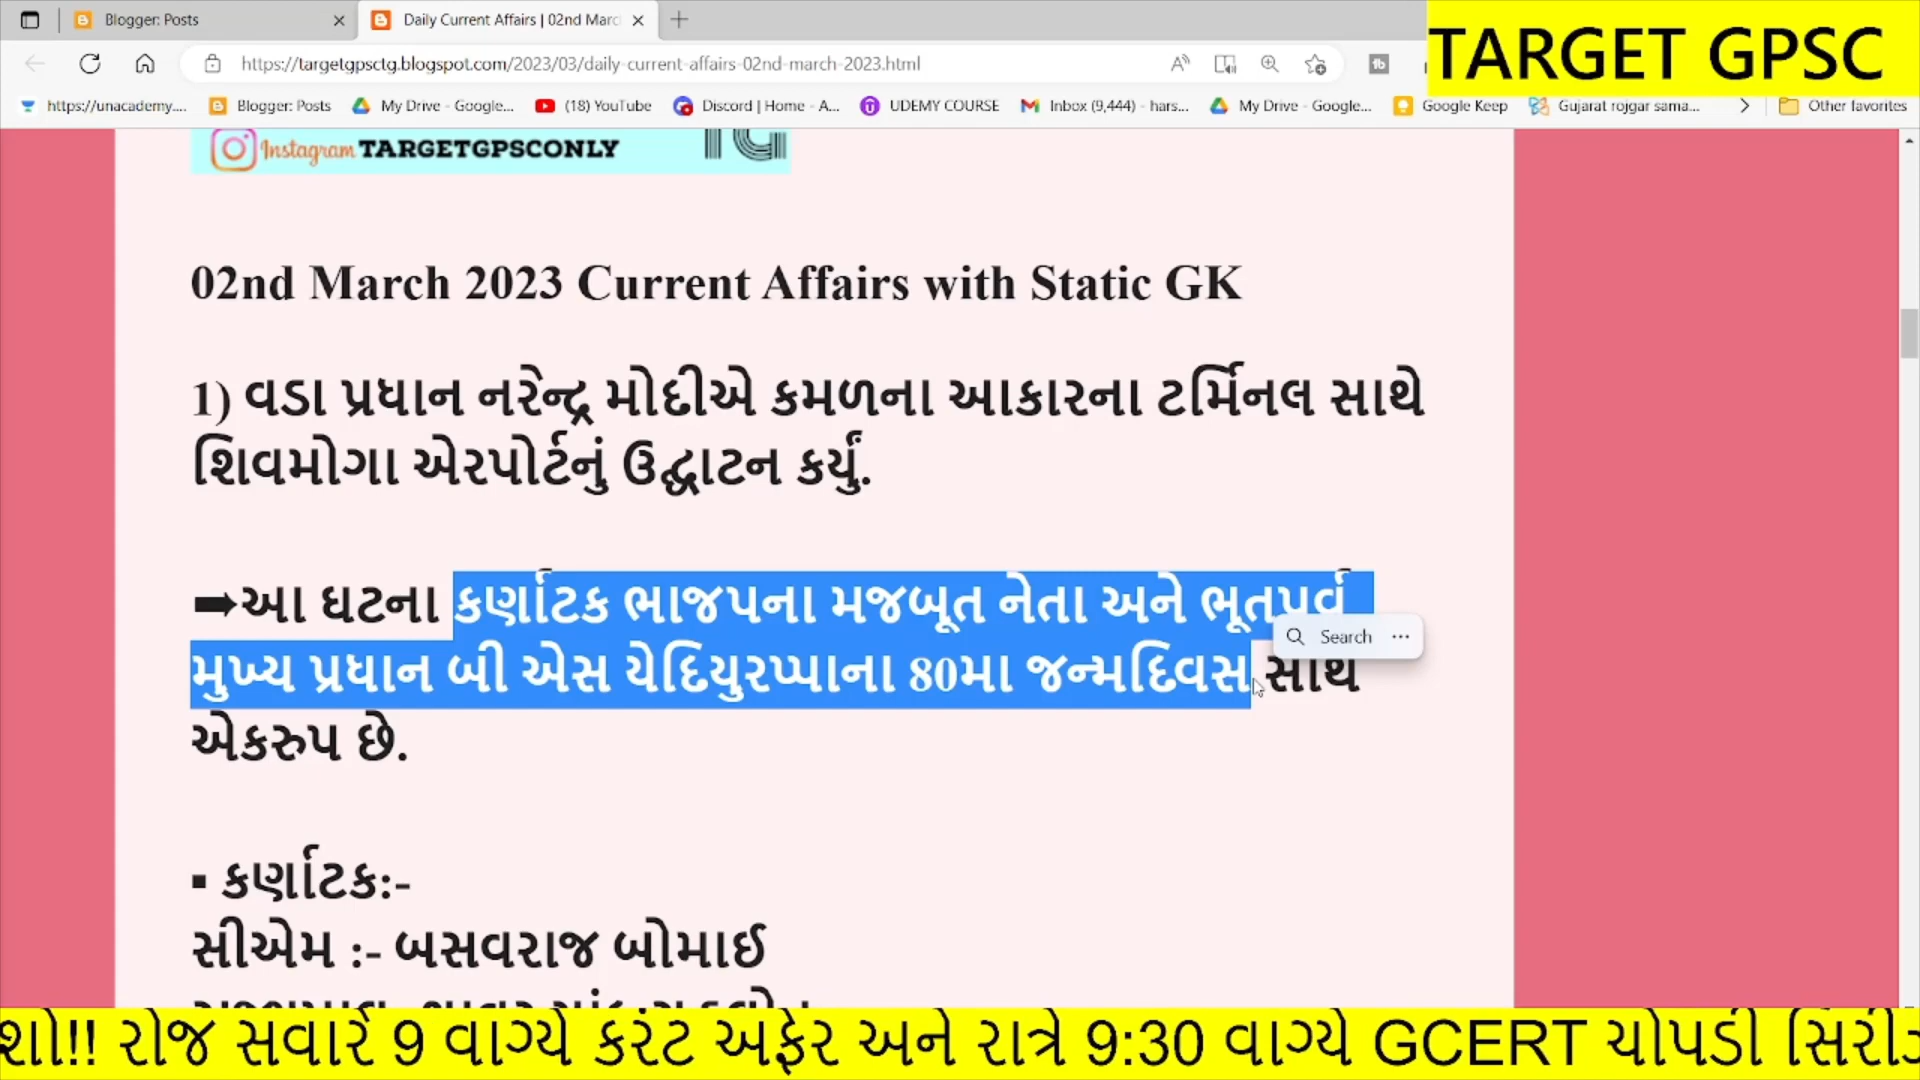 Blogger: Posts
Daily Current Affairs | 02nd Marc
TARGET GPSC
https://targetgpsctg.blogspot.com/2023/03/daily-current-affairs-02nd-march-2023.html
https://unacademy.... Blogger: Posts My Drive - Google... (18) YouTube Discord | Home - A... UDEMY COURSE Inbox (9,444) - hars... My Drive - Google... Google Keep Gujarat rojgar sama... Other favorites
Instagram TARGETGPSCONLY
02nd March 2023 Current Affairs with Static GK
1) વડા પ્રધાન નરેન્દ્ર મોદીએ કમળના આકારના ટર્મિનલ સાથે
શિવમોગા એરપોર્ટનું ઉદ્ઘાટન કર્યું.
➡આ ઘટના કર્ણાટક ભાજપના મજબૂત નેતા અને ભૂતપૂર્વ
Search ...
મુખ્ય પ્રધાન બી એસ યેદિયુરપ્પાના 80મા જન્મદિવસ સાથે
એકરુપ છે.
▪ કર્ણાટક:-
સીએમ :- બસવરાજ બોમાઈ
શો!! રોજ સવારે 9 વાગ્યે કરંટ અફેર અને રાત્રે 9:30 વાગ્યે GCERT ચોપડી